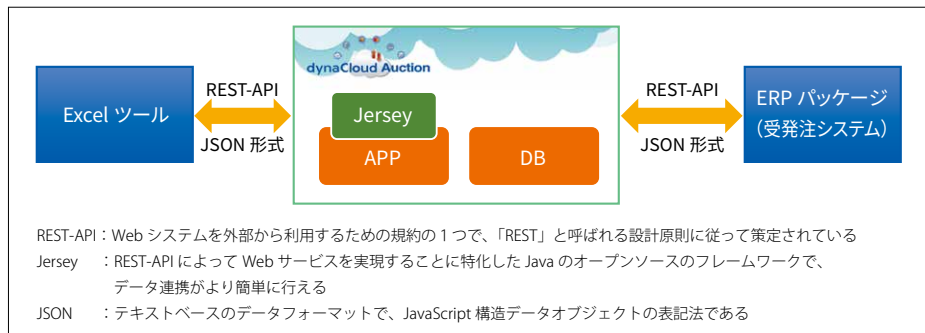 dynaCloud Auction
Excel ツール
REST-API
JSON 形式
Jersey
APP
DB
REST-API
JSON 形式
ERP パッケージ
(受発注システム)
REST-API：Web システムを外部から利用するための規約の 1 つで、「REST」と呼ばれる設計原則に従って策定されている
Jersey ：REST-API によって Web サービスを実現することに特化した Java のオープンソースのフレームワークで、
データ連携がより簡単に行える
JSON ：テキストベースのデータフォーマットで、JavaScript 構造データオブジェクトの表記法である